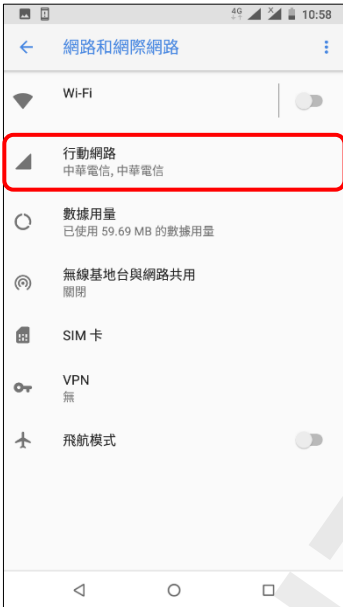 4G 10:58
網路和網際網路
Wi-Fi
行動網路
中華電信, 中華電信
數據用量
已使用 59.69 MB 的數據用量
無線基地台與網路共用
關閉
SIM 卡
VPN
無
飛航模式